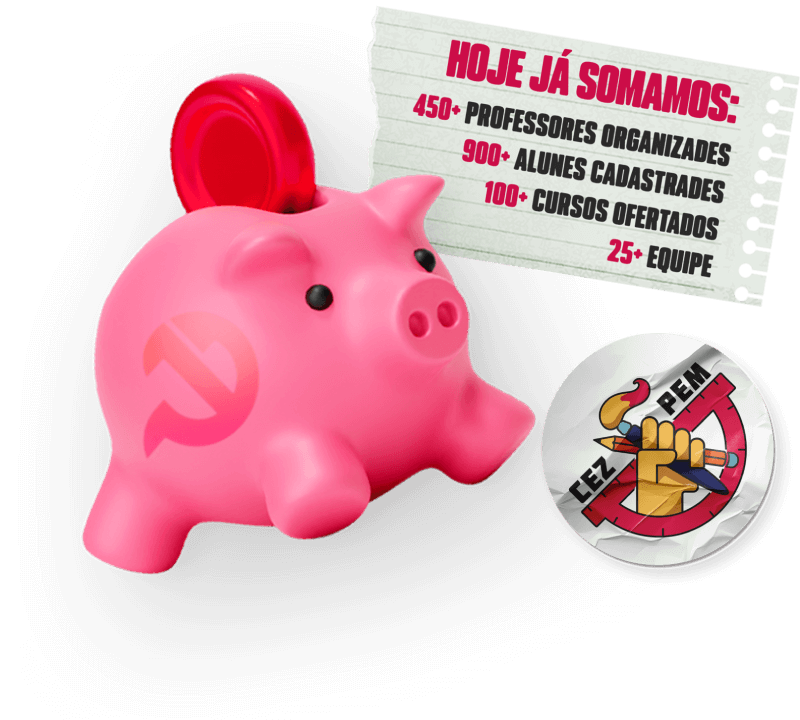 HOJE JÁ SOMAMOS:
450+ PROFESSORES ORGANIZADES
900+ ALUNES CADASTRADES
100+ CURSOS OFERTADOS
25+ EQUIPE
CEZ PEM